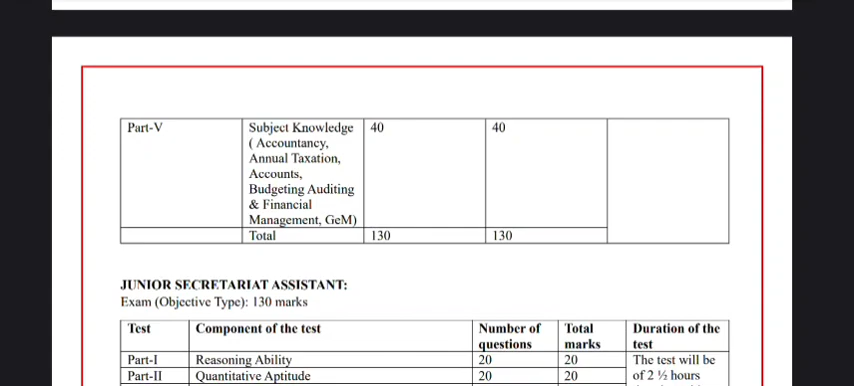 Part-V Subject Knowledge 40 40
( Accountancy,
Annual Taxation,
Accounts,
Budgeting Auditing
& Financial
Management, GeM)
Total 130 130
JUNIOR SECRETARIAT ASSISTANT:
Exam (Objective Type): 130 marks
Test Component of the test Number of Total Duration of the
questions marks test
Part-I Reasoning Ability 20 20 The test will be
Part-II Quantitative Aptitude 20 20 of 2 ½ hours